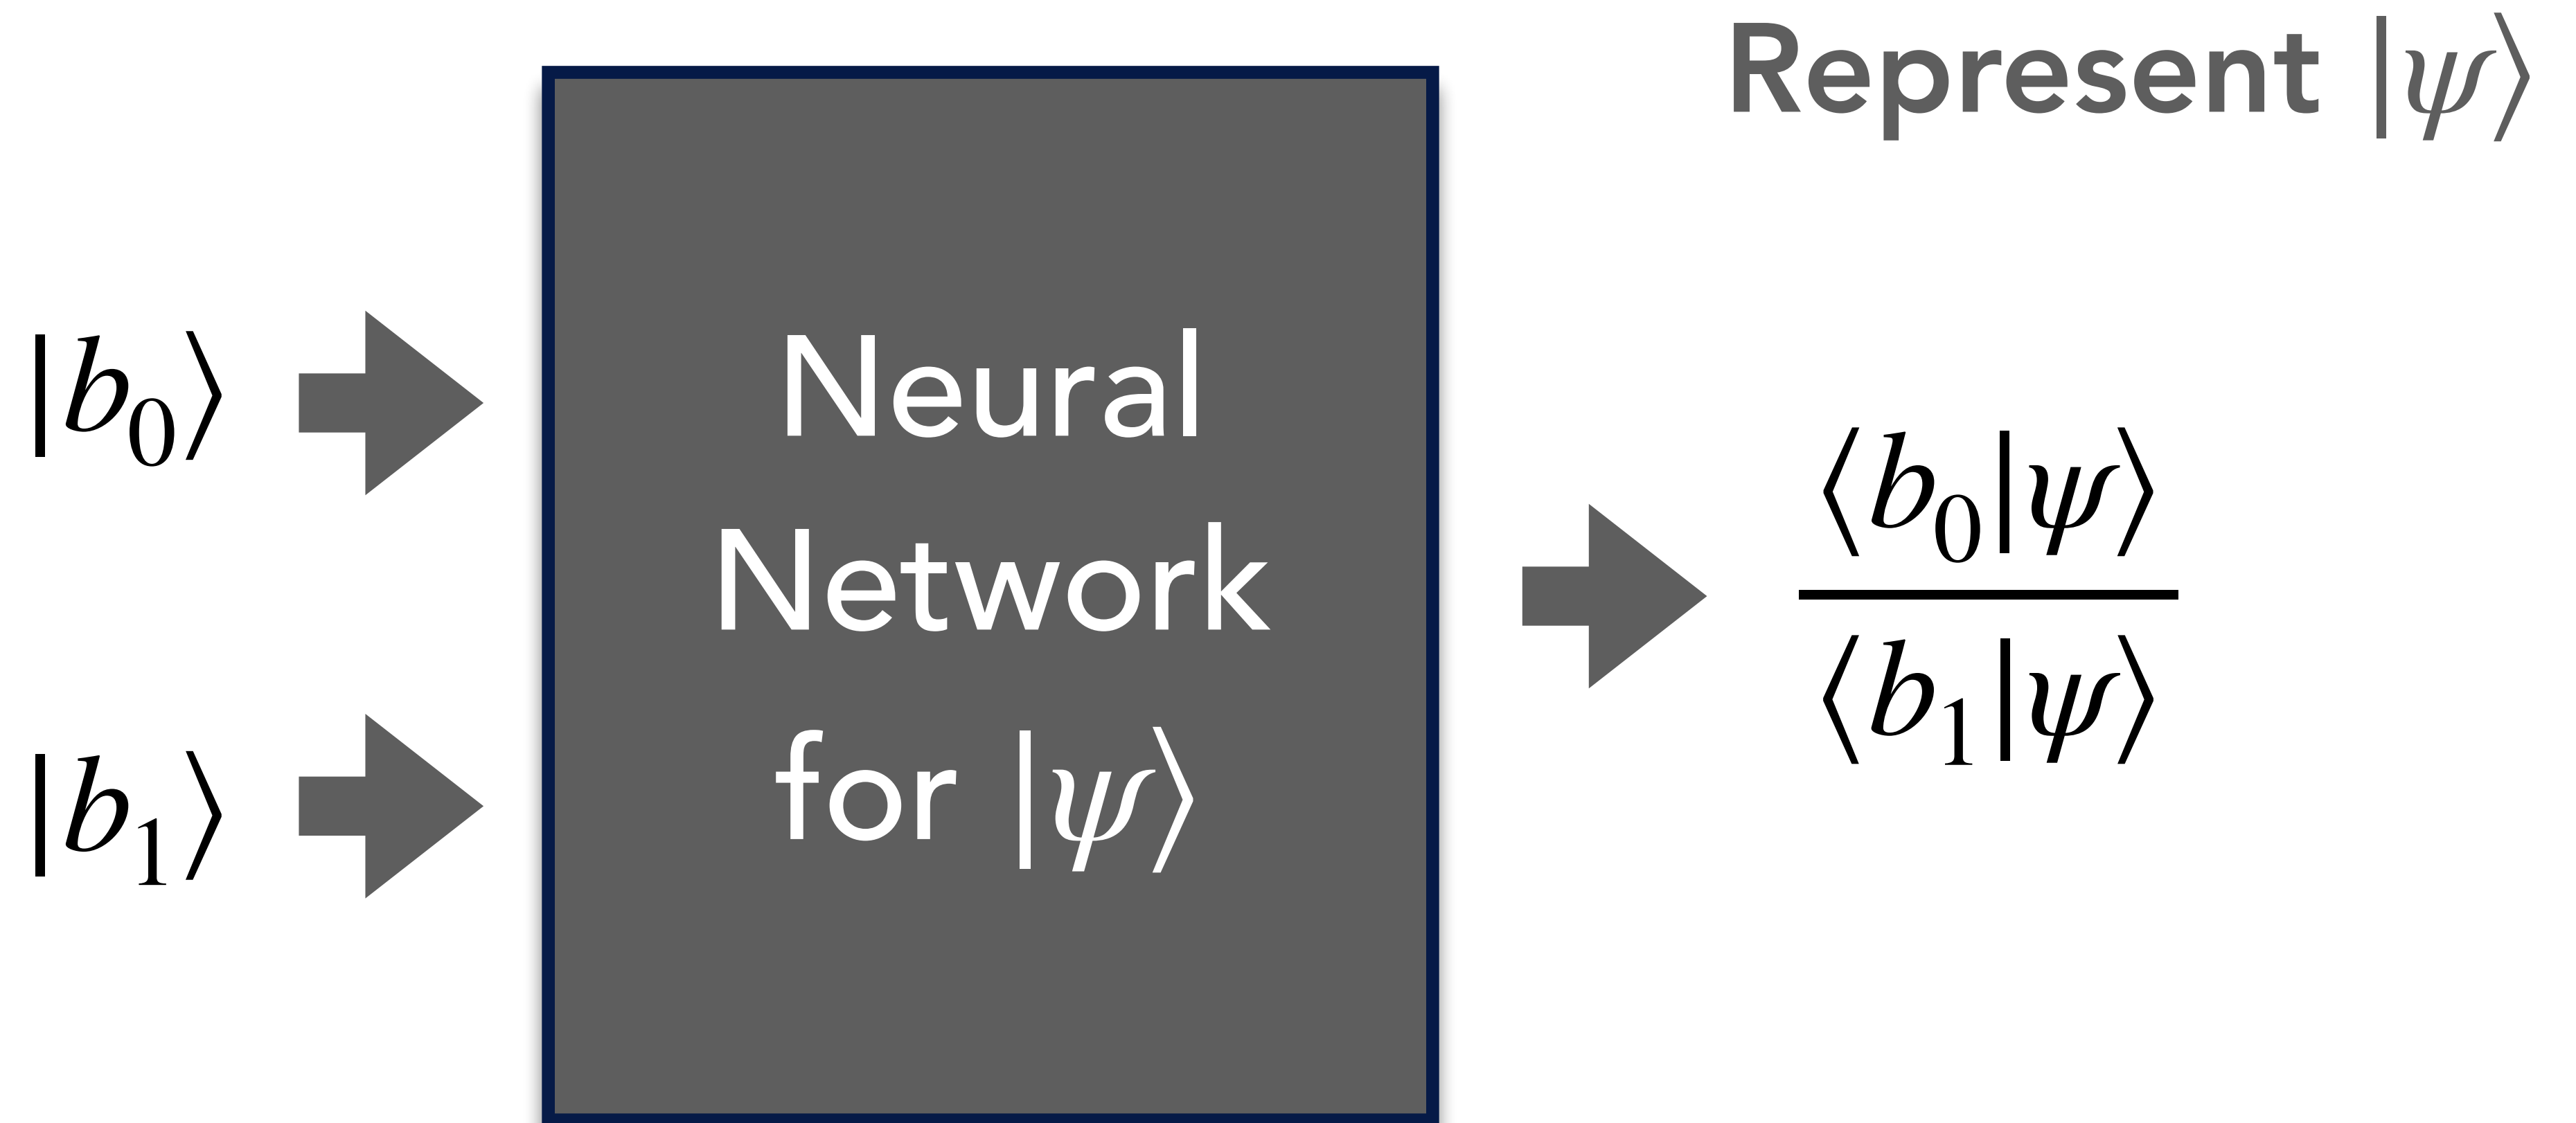 Represent |ψ⟩
|b₀⟩
|b₁⟩
Neural
Network
for |ψ⟩
⟨b₀|ψ⟩
⟨b₁|ψ⟩